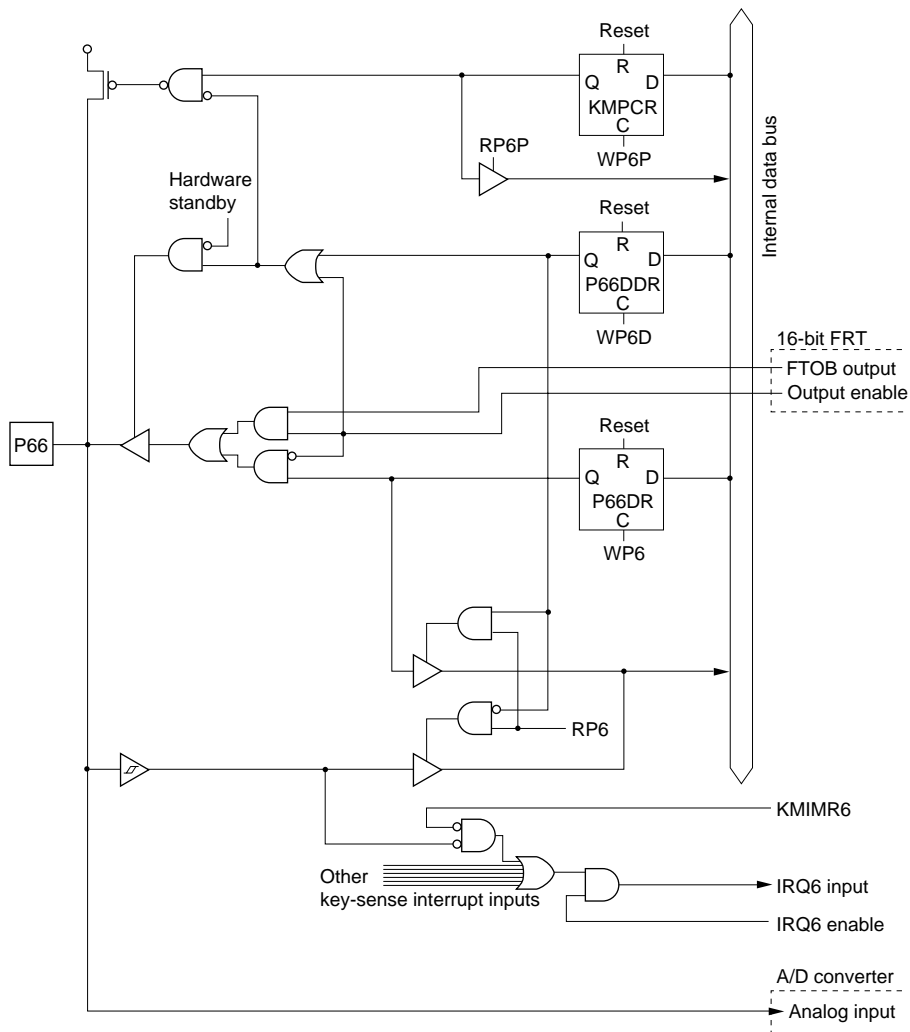 Reset
R
Q
D
KMPCR
C
WP6P
RP6P
Hardware
standby
Reset
R
Q
D
P66DDR
C
WP6D
Internal data bus
16-bit FRT
FTOB output
Output enable
P66
Reset
R
Q
D
P66DR
C
WP6
RP6
KMIMR6
Other
key-sense interrupt inputs
IRQ6 input
IRQ6 enable
A/D converter
Analog input